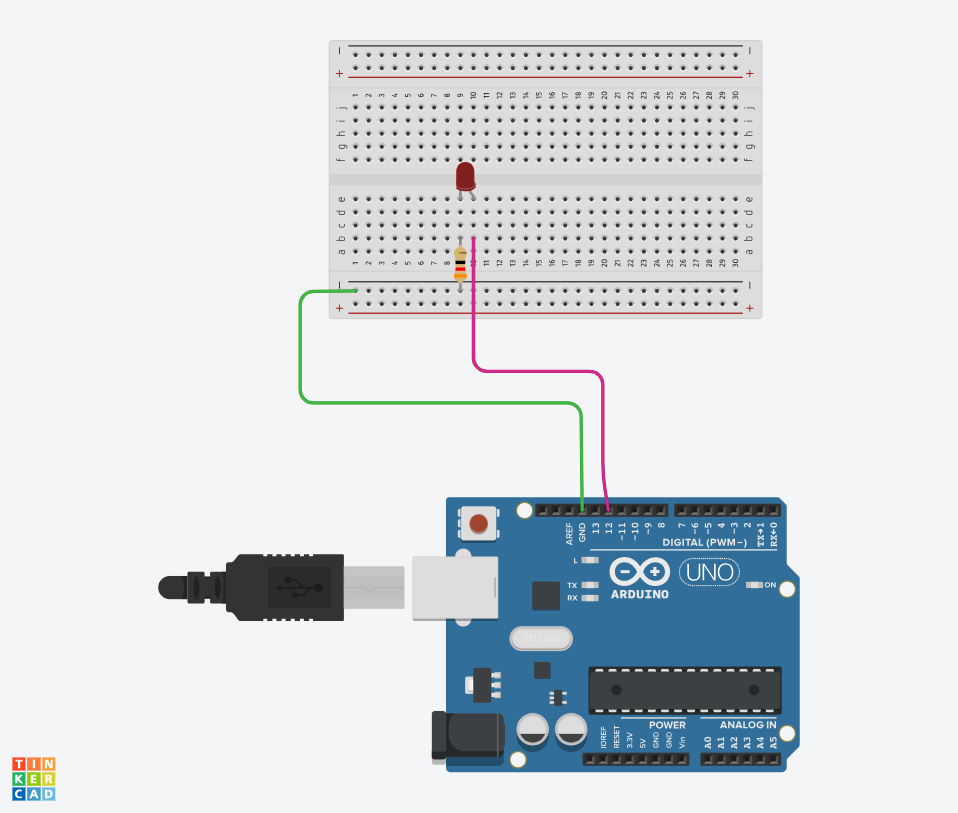 − −
+ +
1 2 3 4 5 6 7 8 9 10 11 12 13 14 15 16 17 18 19 20 21 22 23 24 25 26 27 28 29 30
j j
i i
h h
g g
f f
e e
d d
c c
b b
a a
1 2 3 4 5 6 7 8 9 11 12 13 14 15 16 17 18 19 20 21 22 23 24 25 26 27 28 29 30
− −
+ +
AREF GND 13 12 ~11 ~10 ~9 8 7 ~6 ~5 4 ~3 2 TX→1 RX←0
DIGITAL (PWM~)
L
TX
RX
ARDUINO
UNO
ON
POWER
ANALOG IN
IOREF RESET 3.3V 5V GND GND Vin A0 A1 A2 A3 A4 A5
TIN
KER
CAD